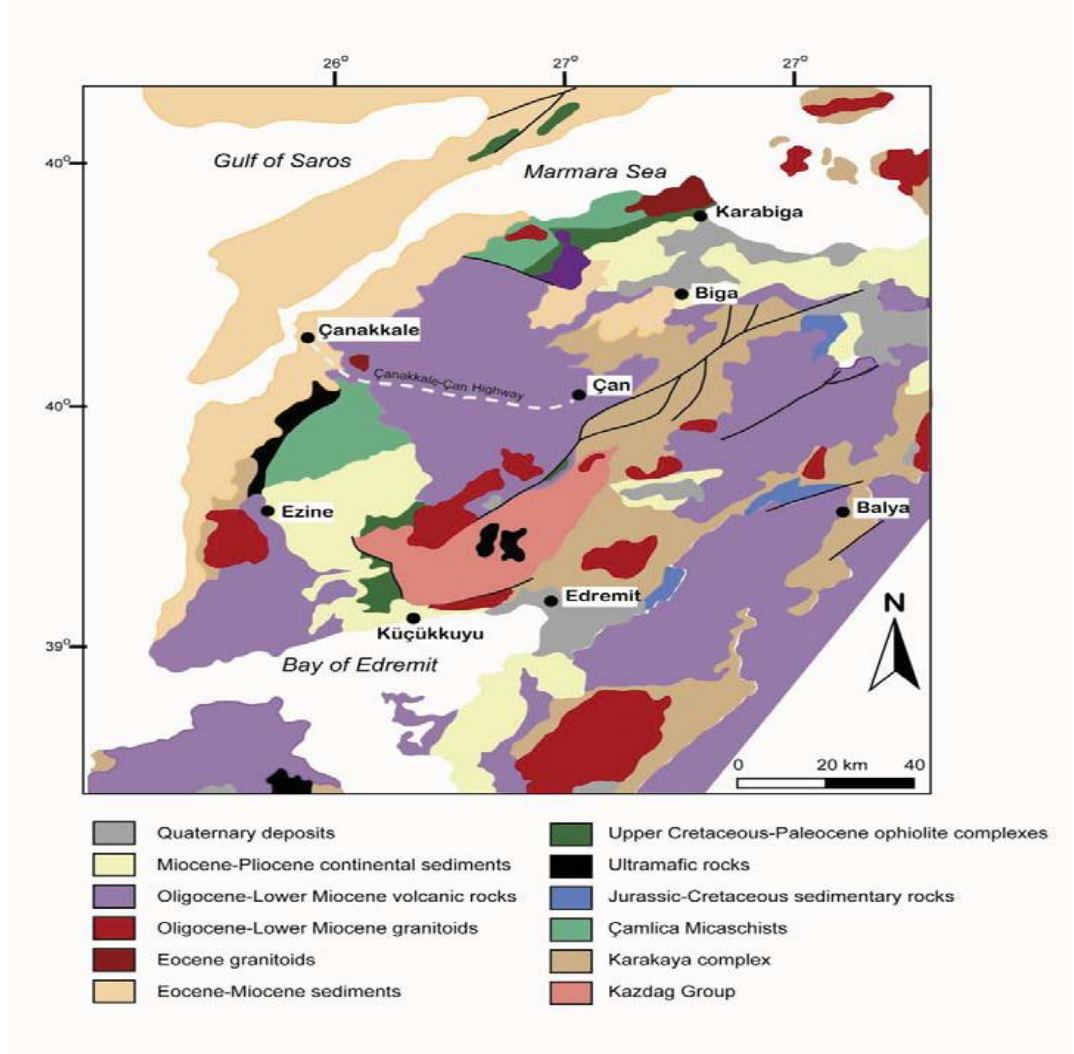 26°
27°
27°
40°
Gulf of Saros
Marmara Sea
Karabiga
Biga
Çanakkale
Çanakkale-Çan Highway
Çan
40°
Ezine
Balya
Edremit
Küçükkuyu
N
39°
Bay of Edremit
0 20 km 40
Quaternary deposits
Miocene-Pliocene continental sediments
Oligocene-Lower Miocene volcanic rocks
Oligocene-Lower Miocene granitoids
Eocene granitoids
Eocene-Miocene sediments
Upper Cretaceous-Paleocene ophiolite complexes
Ultramafic rocks
Jurassic-Cretaceous sedimentary rocks
Çamlica Micaschists
Karakaya complex
Kazdag Group